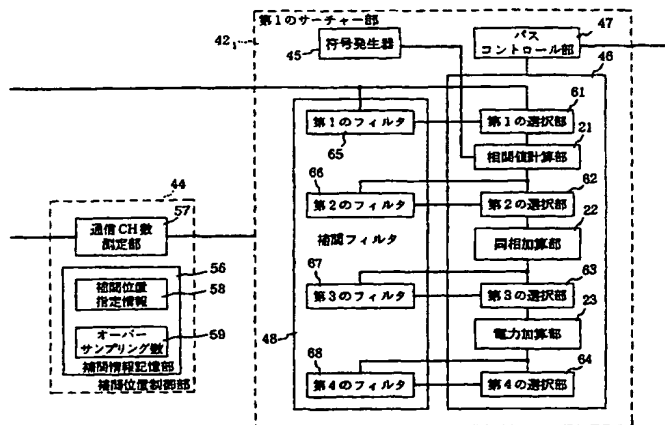 第1のサーチャー部
42₁
符号発生器
45
パス
コントロール部
47
46
第1のフィルタ
65
第1の選択部
61
相関値計算部
21
66
第2のフィルタ
第2の選択部
62
補間フィルタ
同相加算部
22
67
第3のフィルタ
第3の選択部
63
電力加算部
23
48
68
第4のフィルタ
第4の選択部
64
44
通信CH数
測定部
57
56
補間位置
指定情報
58
オーバー
サンプリング数
59
補間情報記憶部
補間位置制御部